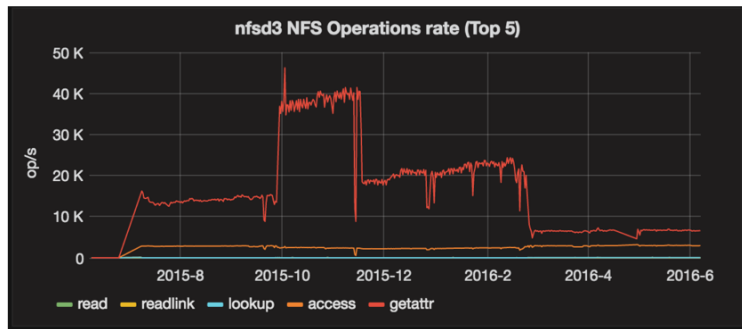 nfsd3 NFS Operations rate (Top 5)
50 K
40 K
30 K
20 K
10 K
0
op/s
2015-8 2015-10 2015-12 2016-2 2016-4 2016-6
read readlink lookup access getattr